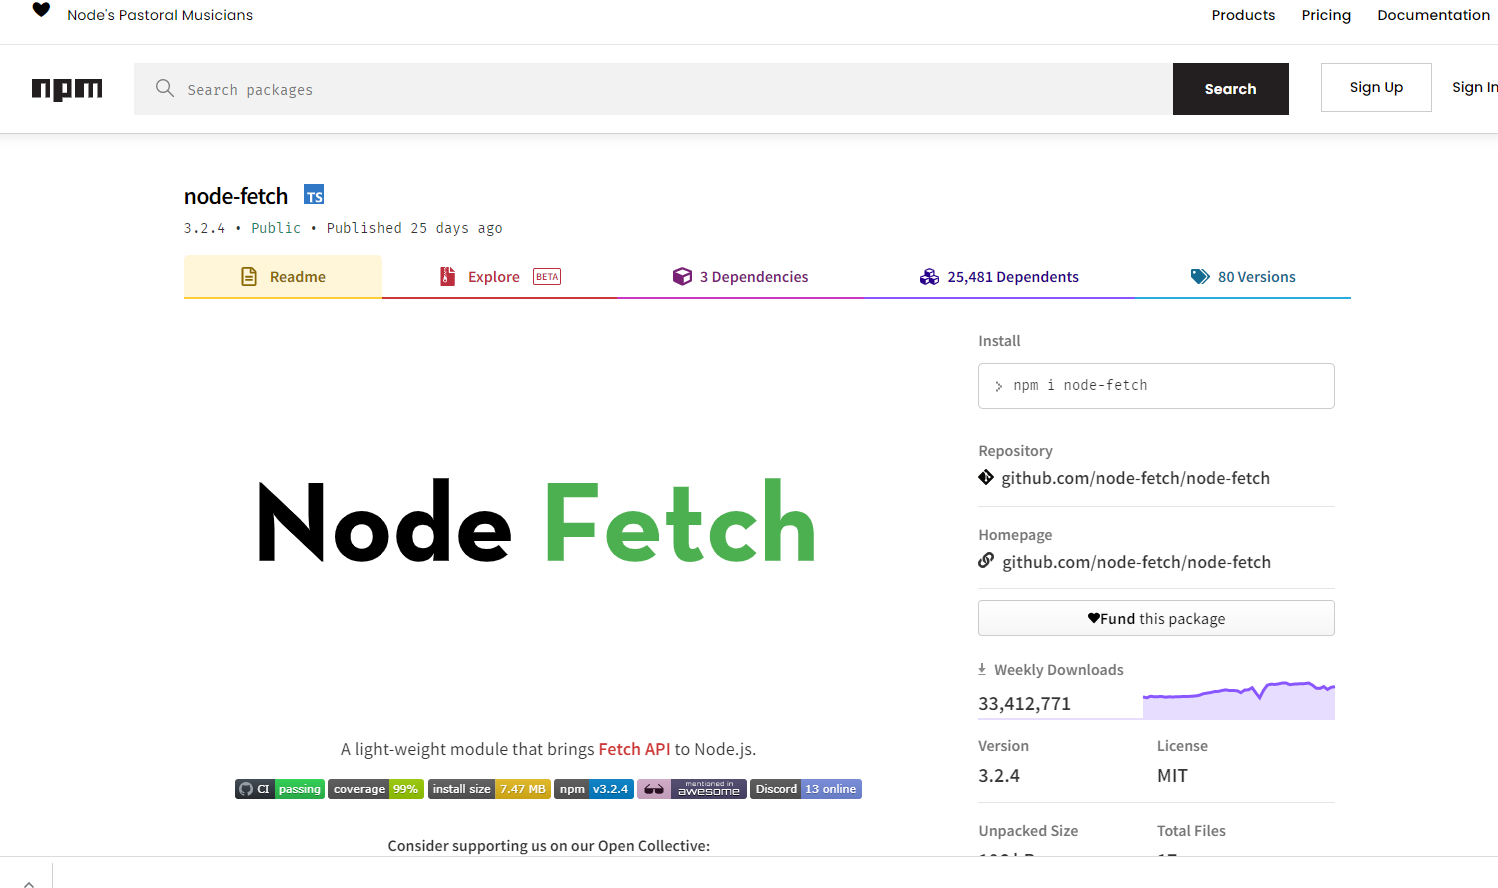 Node's Pastoral Musicians
Products Pricing Documentation
npm
Search packages
Search
Sign Up
Sign In
node-fetch TS
3.2.4 • Public • Published 25 days ago
Readme
Explore BETA
3 Dependencies
25,481 Dependents
80 Versions
Node Fetch
A light-weight module that brings Fetch API to Node.js.
CI passing coverage 99% install size 7.47 MB npm v3.2.4 mentioned in awesome Discord 13 online
Consider supporting us on our Open Collective:
Install
> npm i node-fetch
Repository
github.com/node-fetch/node-fetch
Homepage
github.com/node-fetch/node-fetch
Fund this package
Weekly Downloads
33,412,771
Version License
3.2.4 MIT
Unpacked Size Total Files